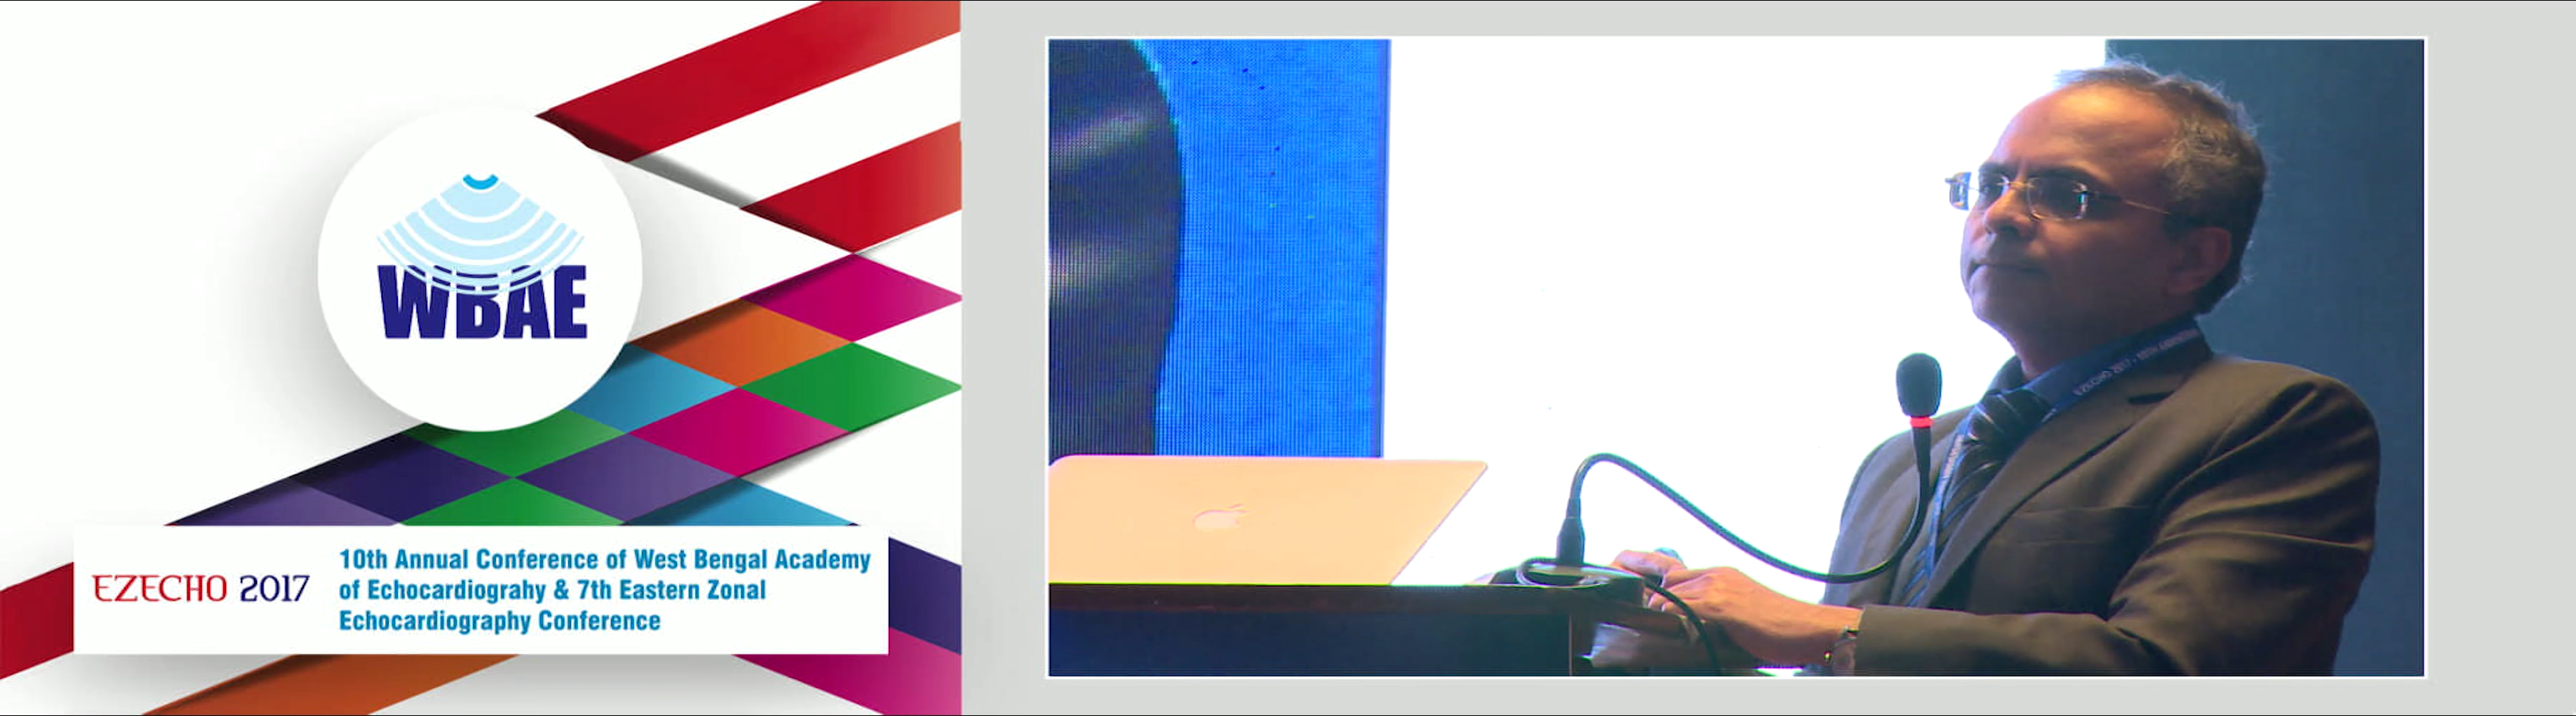 WBAE
EZECHO 2017
10th Annual Conference of West Bengal Academy
of Echocardiograhy & 7th Eastern Zonal
Echocardiography Conference